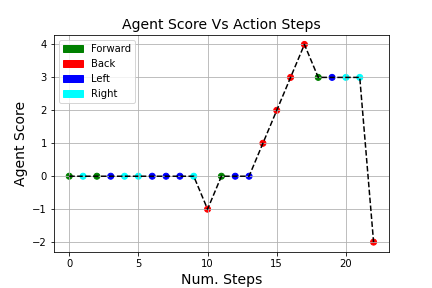 Agent Score Vs Action Steps
Forward
Back
Left
Right
Agent Score
4
3
2
1
0
−1
−2
0 5 10 15 20
Num. Steps